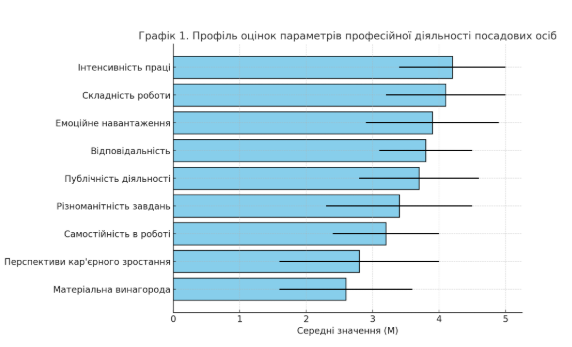 Графік 1. Профіль оцінок параметрів професійної діяльності посадових осіб
Інтенсивність праці
Складність роботи
Емоційне навантаження
Відповідальність
Публічність діяльності
Різноманітність завдань
Самостійність в роботі
Перспективи кар'єрного зростання
Матеріальна винагорода
0 1 2 3 4 5
Середні значення (M)